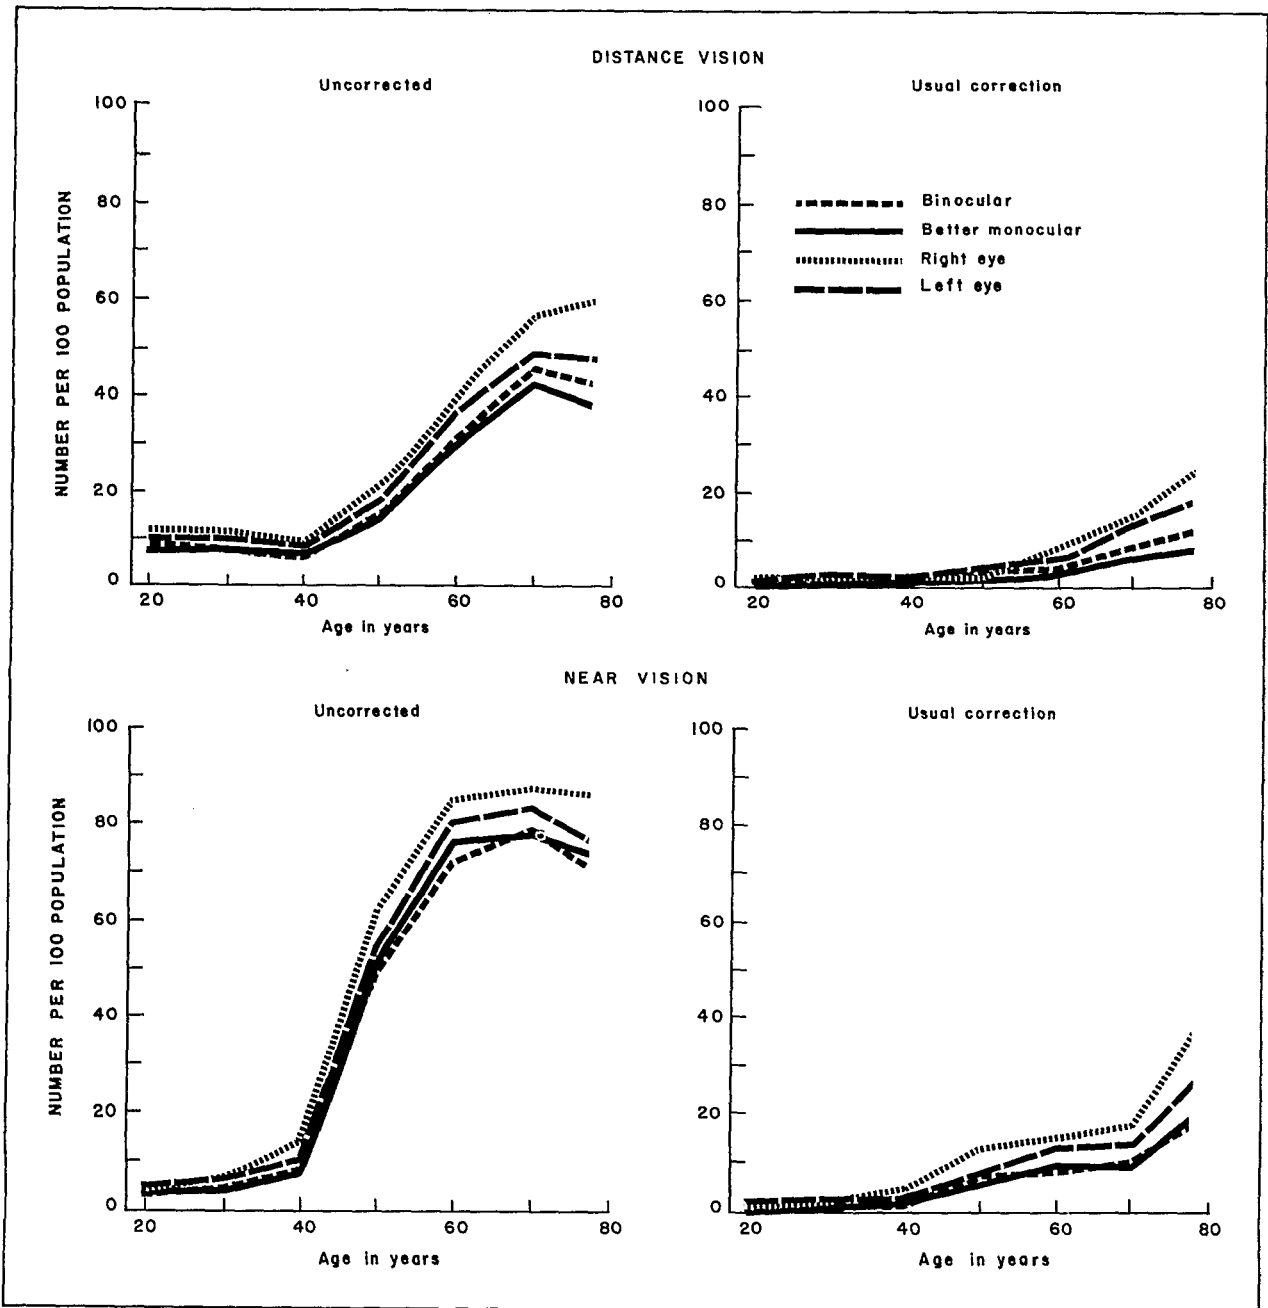 DISTANCE VISION
Uncorrected
Usual correction
100
80
60
40
20
0
NUMBER PER 100 POPULATION
20 40 60 80
Age in years
100
80
60
40
20
0
Binocular
Better monocular
Right eye
Left eye
20 40 60 80
Age in years
NEAR VISION
Uncorrected
Usual correction
100
80
60
40
20
0
NUMBER PER 100 POPULATION
20 40 60 80
Age in years
100
80
60
40
20
0
20 40 60 80
Age in years